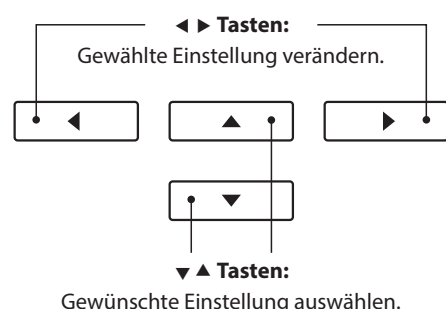 ◀ ▶ Tasten:
Gewählte Einstellung verändern.
▼ ▲ Tasten:
Gewünschte Einstellung auswählen.